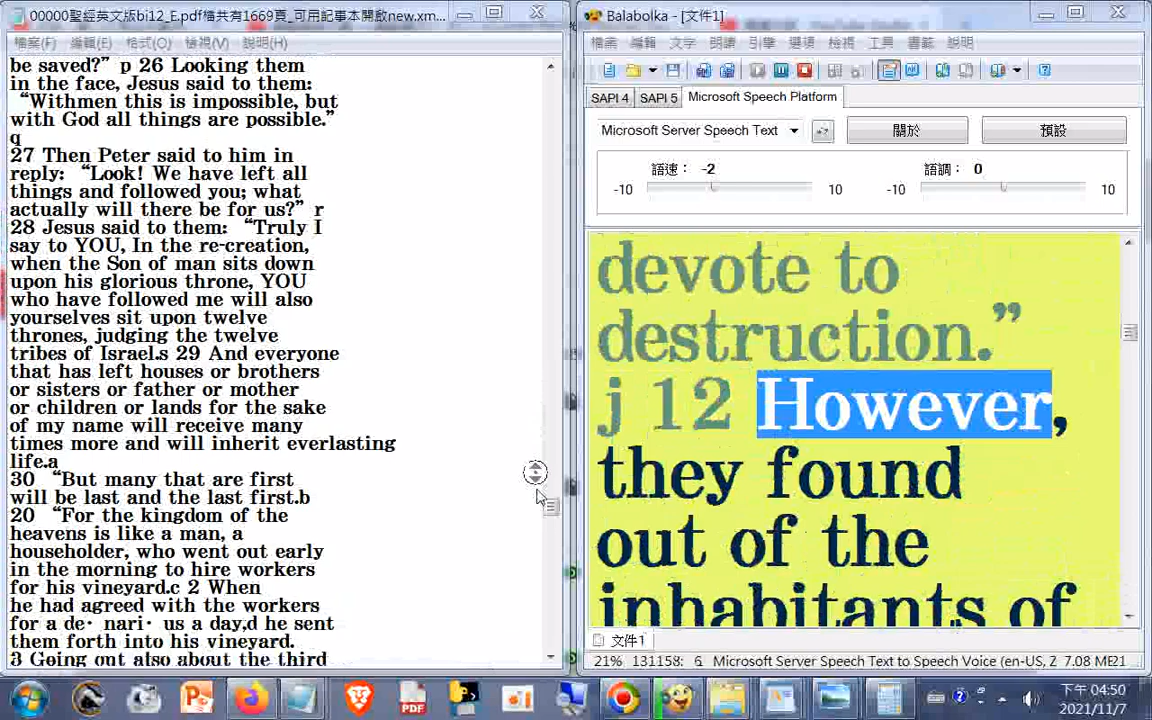 00000聖經英文版bi12_E.pdf檔共有1669頁_可用記事本開啟new.xm...
檔案(F) 編輯(E) 格式(O) 檢視(V) 說明(H)
be saved?” p 26 Looking them
in the face, Jesus said to them:
“Withmen this is impossible, but
with God all things are possible.”
q
27 Then Peter said to him in
reply: “Look! We have left all
things and followed you; what
actually will there be for us?” r
28 Jesus said to them: “Truly I
say to YOU, In the re-creation,
when the Son of man sits down
upon his glorious throne, YOU
who have followed me will also
yourselves sit upon twelve
thrones, judging the twelve
tribes of Israel.s 29 And everyone
that has left houses or brothers
or sisters or father or mother
or children or lands for the sake
of my name will receive many
times more and will inherit everlasting
life.a
30 “But many that are first
will be last and the last first.b
20 “For the kingdom of the
heavens is like a man, a
householder, who went out early
in the morning to hire workers
for his vineyard.c 2 When
he had agreed with the workers
for a de·nari·us a day,d he sent
them forth into his vineyard.
3 Going out also about the third
Balabolka - [文件1]
檔案 編輯 文字 朗讀 引擎 選項 檢視 工具 書籤 說明
SAPI 4 SAPI 5 Microsoft Speech Platform
Microsoft Server Speech Text 關於 預設
語速： -2 語調： 0
-10 10 -10 10
devote to
destruction.”
j 12 However,
they found
out of the
inhabitants of
文件1
21% 131158: 6 Microsoft Server Speech Text to Speech Voice (en-US, 2 7.08 ME21
PDF
下午 04:50
2021/11/7